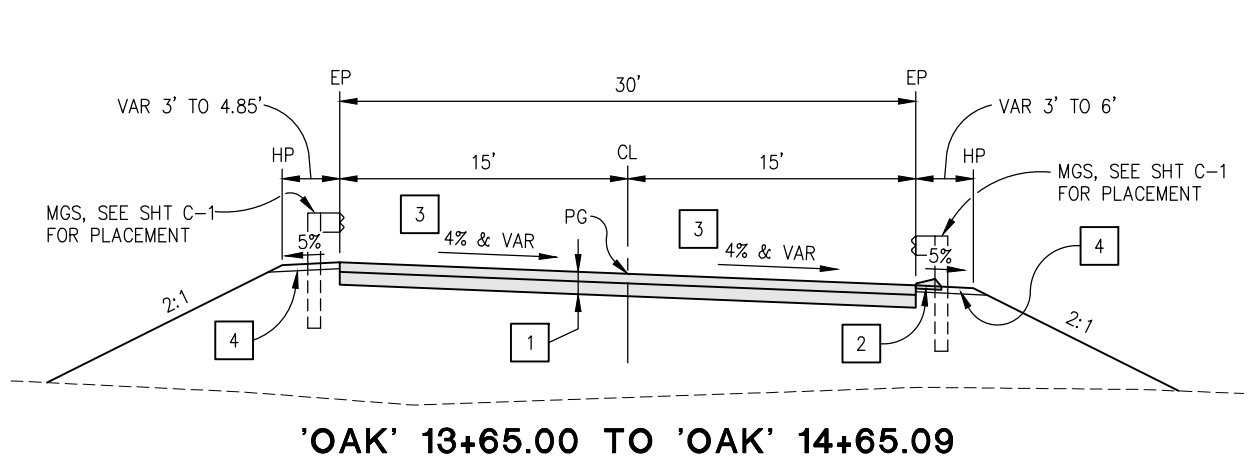 EP
EP
30'
VAR 3' TO 4.85'
VAR 3' TO 6'
HP
15'
CL
15'
HP
MGS, SEE SHT C-1
FOR PLACEMENT
MGS, SEE SHT C-1
FOR PLACEMENT
3
PG
3
5%
4% & VAR
4% & VAR
5%
4
2:1
4
1
2
2:1
'OAK' 13+65.00 TO 'OAK' 14+65.09